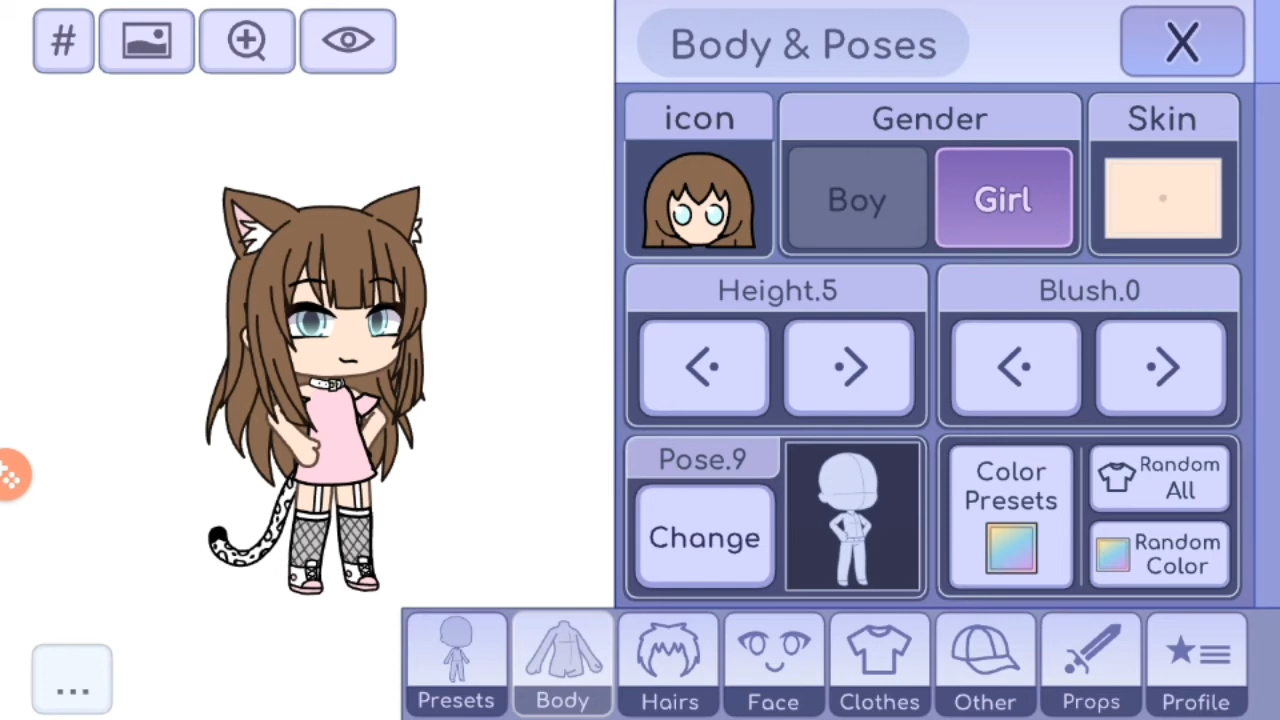 #
Body & Poses
X
icon
Gender
Skin
Boy
Girl
Height.5
Blush.0
Pose.9
Change
Color
Presets
Random
All
Random
Color
...
Presets
Body
Hairs
Face
Clothes
Other
Props
Profile